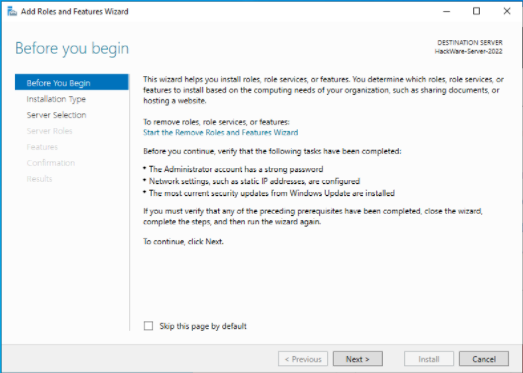 Add Roles and Features Wizard
Before you begin
DESTINATION SERVER
HackWare-Server-2022
Before You Begin
Installation Type
Server Selection
Server Roles
Features
Confirmation
Results
This wizard helps you install roles, role services, or features. You determine which roles, role services, or
features to install based on the computing needs of your organization, such as sharing documents, or
hosting a website.
To remove roles, role services, or features:
Start the Remove Roles and Features Wizard
Before you continue, verify that the following tasks have been completed:
• The Administrator account has a strong password
• Network settings, such as static IP addresses, are configured
• The most current security updates from Windows Update are installed
If you must verify that any of the preceding prerequisites have been completed, close the wizard,
complete the steps, and then run the wizard again.
To continue, click Next.
Skip this page by default
< Previous
Next >
Install
Cancel